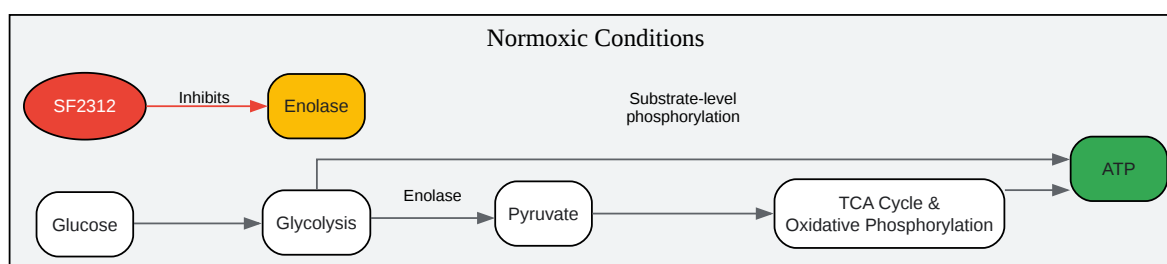 Normoxic Conditions
SF2312
Inhibits
Enolase
Substrate-level
phosphorylation
ATP
Glucose
Glycolysis
Enolase
Pyruvate
TCA Cycle &
Oxidative Phosphorylation